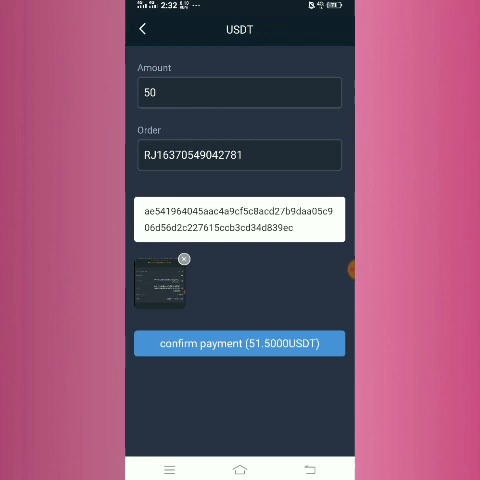 2:32
USDT
Amount
50
Order
RJ16370549042781
ae541964045aac4a9cf5c8acd27b9daa05c9
06d56d2c227615ccb3cd34d839ec
confirm payment (51.5000USDT)